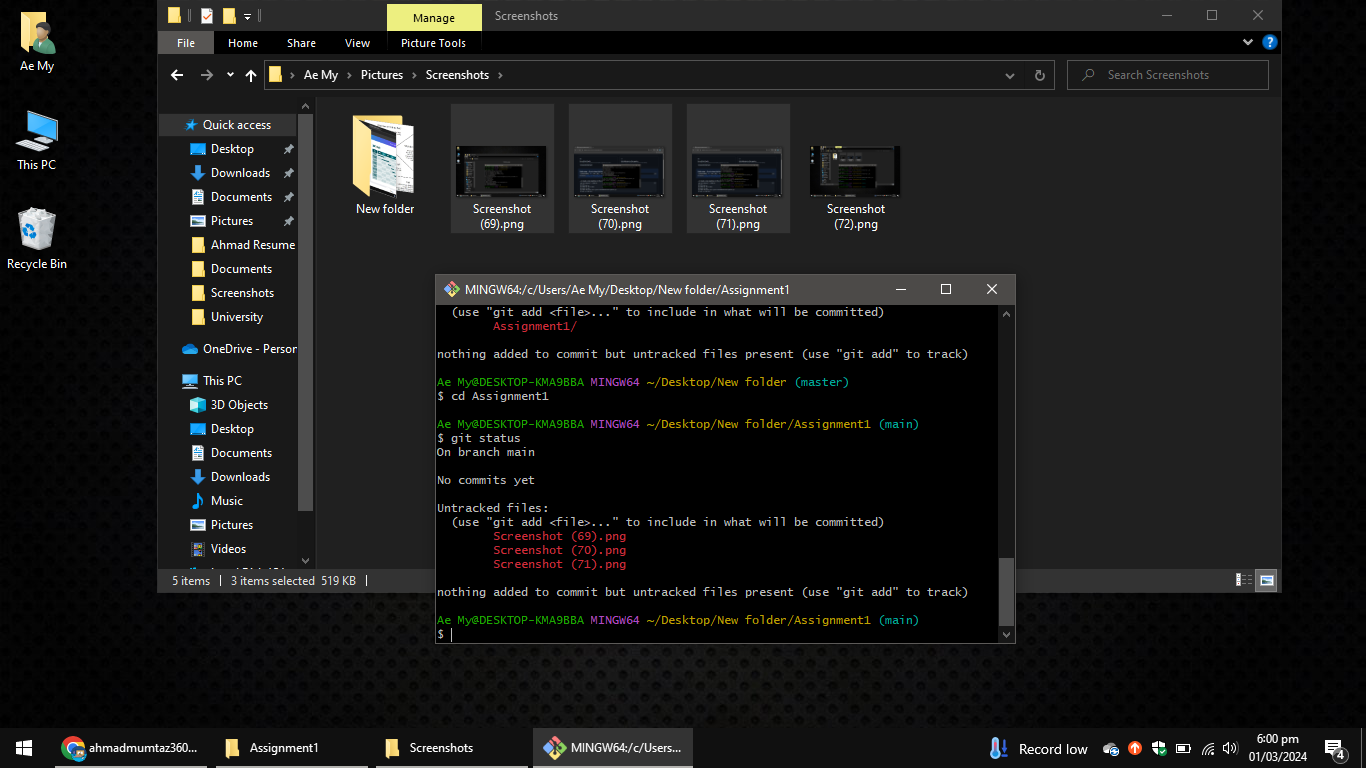 Ae My
This PC
Recycle Bin
Manage
Screenshots
File
Home
Share
View
Picture Tools
Ae My
Pictures
Screenshots
Search Screenshots
Quick access
Desktop
Downloads
Documents
Pictures
Ahmad Resume
Documents
Screenshots
University
OneDrive - Person
This PC
3D Objects
Desktop
Documents
Downloads
Music
Pictures
Videos
New folder
Screenshot
(69).png
Screenshot
(70).png
Screenshot
(71).png
Screenshot
(72).png
5 items
3 items selected 519 KB
MINGW64:/c/Users/Ae My/Desktop/New folder/Assignment1
(use "git add <file>..." to include in what will be committed)
Assignment1/
nothing added to commit but untracked files present (use "git add" to track)
Ae My@DESKTOP-KMA9BBA MINGW64 ~/Desktop/New folder (master)
$ cd Assignment1
Ae My@DESKTOP-KMA9BBA MINGW64 ~/Desktop/New folder/Assignment1 (main)
$ git status
On branch main
No commits yet
Untracked files:
(use "git add <file>..." to include in what will be committed)
Screenshot (69).png
Screenshot (70).png
Screenshot (71).png
nothing added to commit but untracked files present (use "git add" to track)
Ae My@DESKTOP-KMA9BBA MINGW64 ~/Desktop/New folder/Assignment1 (main)
$
ahmadmumtaz360...
Assignment1
Screenshots
MINGW64:/c/Users...
Record low
6:00 pm
01/03/2024
4